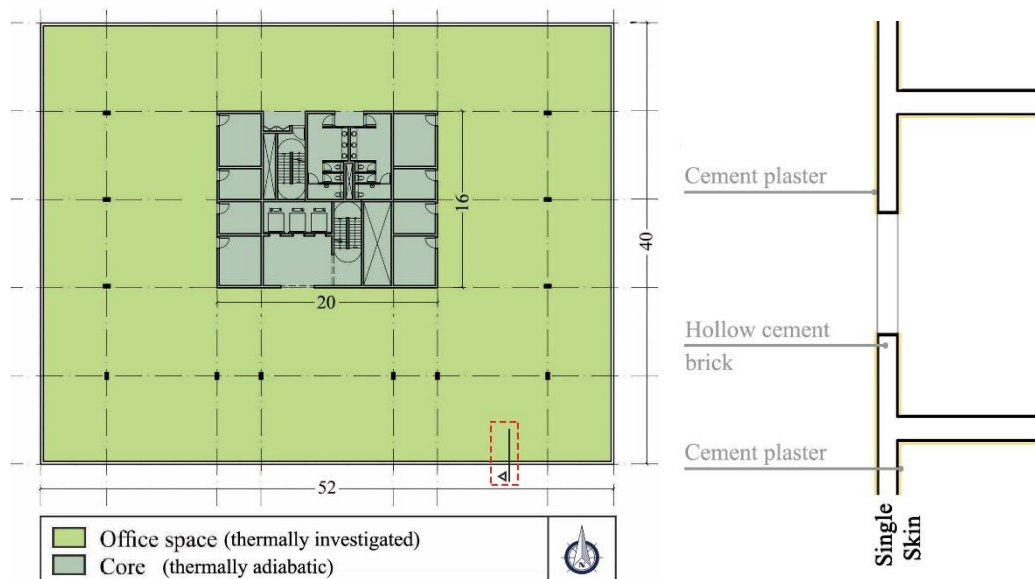 16
40
20
52
Office space (thermally investigated)
Core (thermally adiabatic)
N
Cement plaster
Hollow cement
brick
Cement plaster
Single
Skin